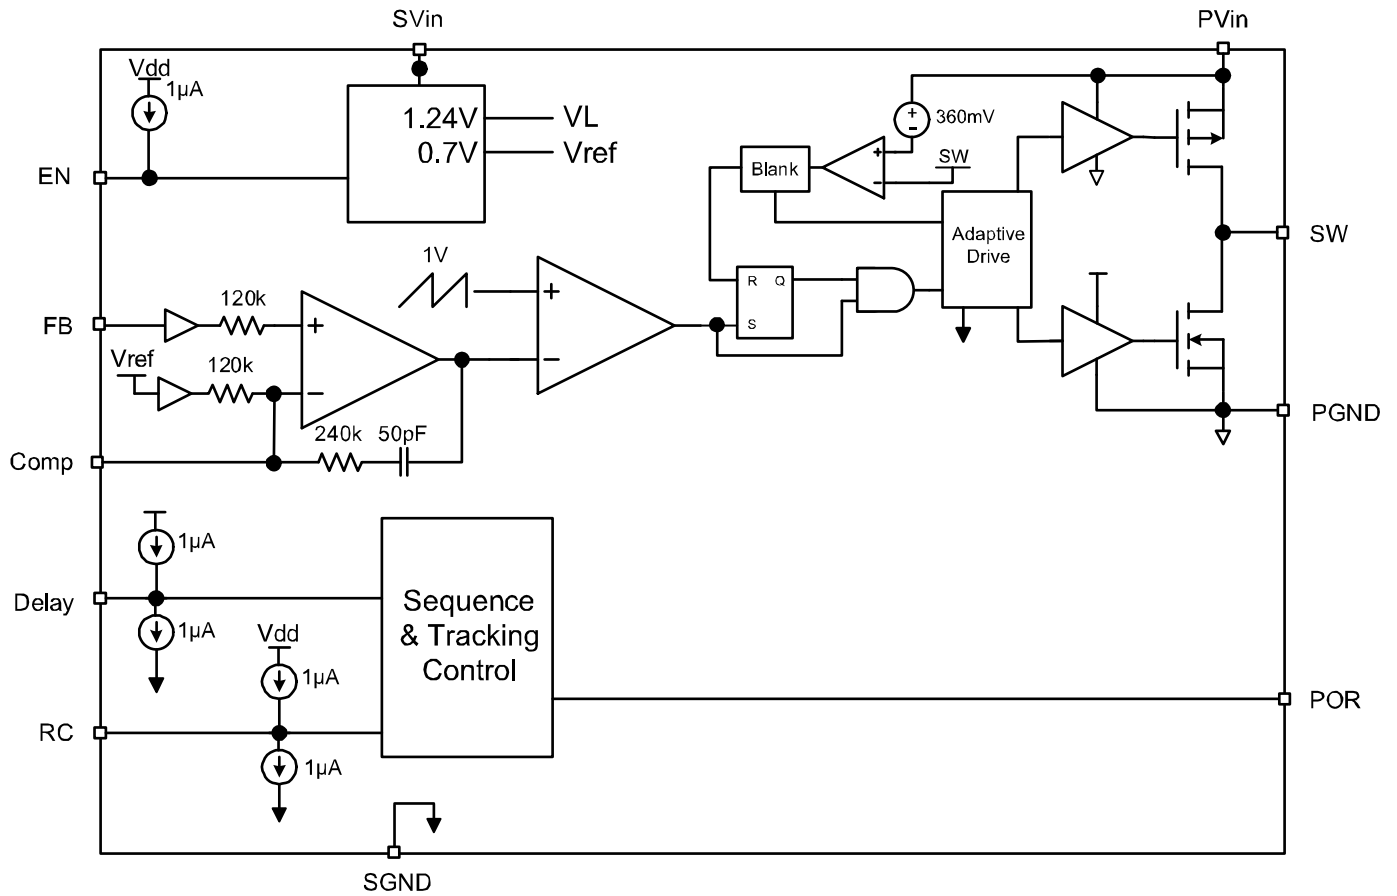 SVin
PVin
Vdd
1µA
1.24V
VL
0.7V
Vref
EN
360mV
+
-
+
SW
-
Blank
Adaptive
Drive
SW
1V
R
Q
S
+
-
FB
120k
+
Vref
120k
-
240k
50pF
Comp
PGND
1µA
Delay
1µA
Vdd
1µA
RC
1µA
Sequence
& Tracking
Control
POR
SGND